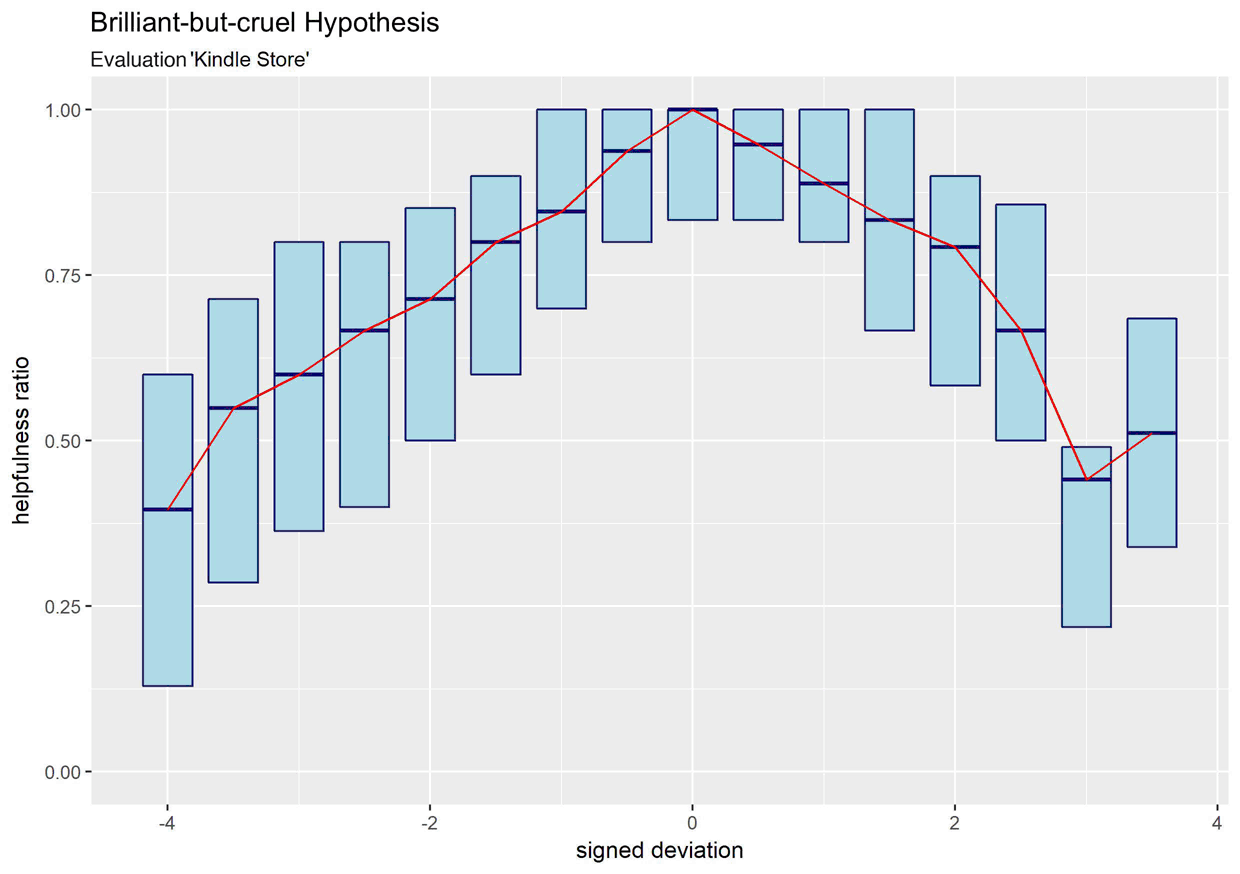 Brilliant-but-cruel Hypothesis
Evaluation 'Kindle Store'
helpfulness ratio
1.00
0.75
0.50
0.25
0.00
-4
-2
0
2
4
signed deviation